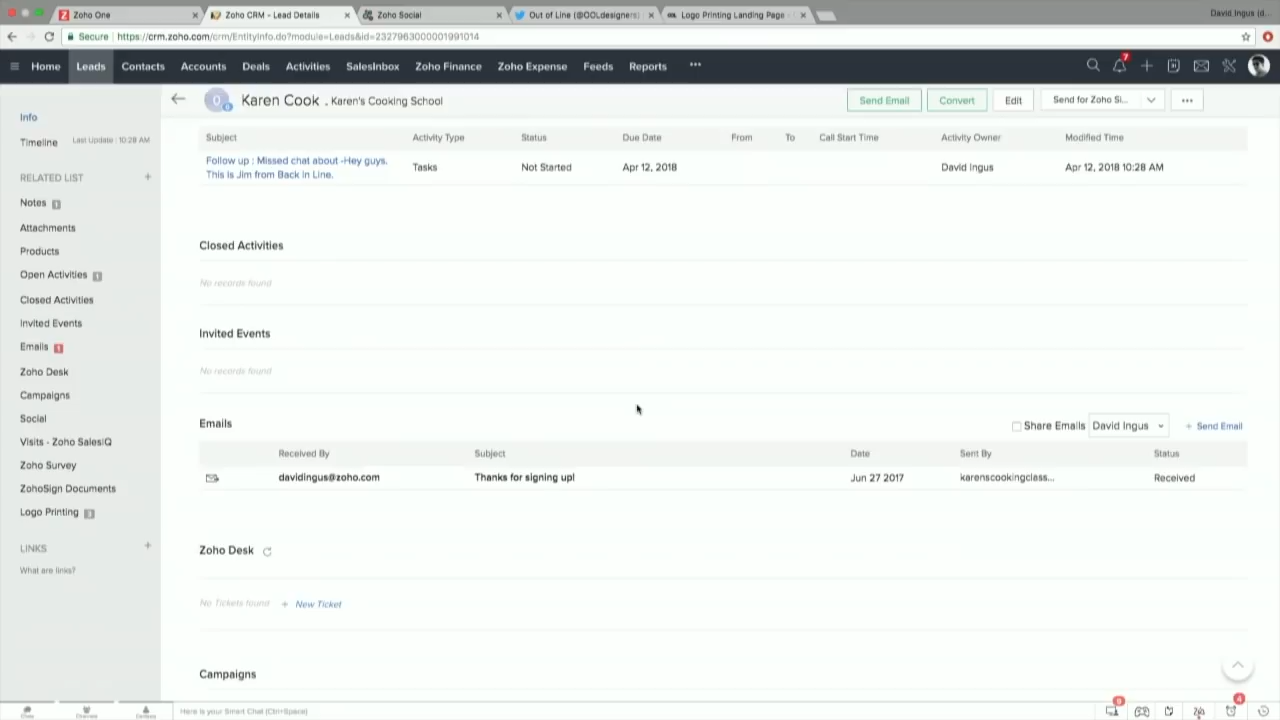 Zoho One
Zoho CRM - Lead Details
Zoho Social
Out of Line (@OOLdesigners)
Logo Printing Landing Page -
David Ingus (d...
Secure
https://crm.zoho.com/crm/EntityInfo.do?module=Leads&id=2327963000001991014
Home
Leads
Contacts
Accounts
Deals
Activities
SalesInbox
Zoho Finance
Zoho Expense
Feeds
Reports
7
Karen Cook . Karen's Cooking School
Send Email
Convert
Edit
Send for Zoho Si...
Info
Timeline
Last Update : 10:28 AM
RELATED LIST +
Notes 1
Attachments
Products
Open Activities 1
Closed Activities
Invited Events
Emails 1
Zoho Desk
Campaigns
Social
Visits - Zoho SalesIQ
Zoho Survey
ZohoSign Documents
Logo Printing 3
LINKS +
What are links?
Subject Activity Type Status Due Date From To Call Start Time Activity Owner Modified Time
Follow up : Missed chat about -Hey guys.
This is Jim from Back in Line.
Tasks Not Started Apr 12, 2018 David Ingus Apr 12, 2018 10:28 AM
Closed Activities
No records found
Invited Events
No records found
Emails
Share Emails David Ingus + Send Email
Received By Subject Date Sent By Status
davidingus@zoho.com Thanks for signing up! Jun 27 2017 karenscookingclass... Received
Zoho Desk
No Tickets found + New Ticket
Campaigns
Here is your Smart Chat (Ctrl+Space)
4